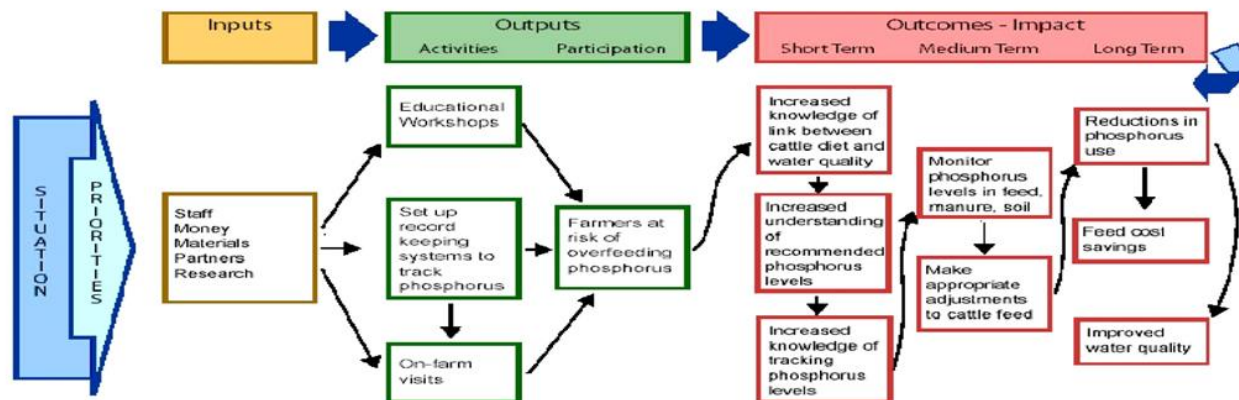 Inputs
Outputs
Activities Participation
Outcomes - Impact
Short Term Medium Term Long Term
SITUATION
PRIORITIES
Staff
Money
Materials
Partners
Research
Educational
Workshops
Set up
record
keeping
systems to
track
phosphorus
On-farm
visits
Farmers at
risk of
overfeeding
phosphorus
Increased
knowledge of
link between
cattle diet and
water quality
Increased
understanding
of
recommended
phosphorus
levels
Increased
knowledge of
tracking
phosphorus
levels
Monitor
phosphorus
levels in feed,
manure, soil
Make
appropriate
adjustments
to cattle feed
Reductions in
phosphorus
use
Feed cost
savings
Improved
water quality